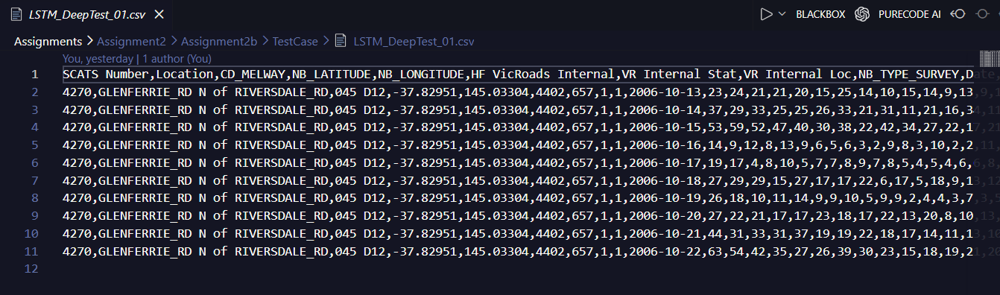 LSTM_DeepTest_01.csv
BLACKBOX PURECODE AI
Assignments > Assignment2 > Assignment2b > TestCase > LSTM_DeepTest_01.csv
You, yesterday | 1 author (You)
1 SCATS Number,Location,CD_MELWAY,NB_LATITUDE,NB_LONGITUDE,HF VicRoads Internal,VR Internal Stat,VR Internal Loc,NB_TYPE_SURVEY,Date,
2 4270,GLENFERRIE_RD N of RIVERSDALE_RD,045 D12,-37.82951,145.03304,4402,657,1,1,2006-10-13,23,24,21,21,20,15,25,14,10,15,14,9,13
3 4270,GLENFERRIE_RD N of RIVERSDALE_RD,045 D12,-37.82951,145.03304,4402,657,1,1,2006-10-14,37,29,33,25,25,26,33,21,31,11,21,16,3
4 4270,GLENFERRIE_RD N of RIVERSDALE_RD,045 D12,-37.82951,145.03304,4402,657,1,1,2006-10-15,53,59,52,47,40,30,38,22,42,34,27,22,1
5 4270,GLENFERRIE_RD N of RIVERSDALE_RD,045 D12,-37.82951,145.03304,4402,657,1,1,2006-10-16,14,9,12,8,13,9,6,5,6,3,2,9,8,3,10,2,2
6 4270,GLENFERRIE_RD N of RIVERSDALE_RD,045 D12,-37.82951,145.03304,4402,657,1,1,2006-10-17,19,17,4,8,10,5,7,7,8,9,7,8,5,4,5,4,6,
7 4270,GLENFERRIE_RD N of RIVERSDALE_RD,045 D12,-37.82951,145.03304,4402,657,1,1,2006-10-18,27,29,29,15,27,17,17,22,6,17,5,18,9,1
8 4270,GLENFERRIE_RD N of RIVERSDALE_RD,045 D12,-37.82951,145.03304,4402,657,1,1,2006-10-19,26,18,10,11,14,9,9,10,5,9,9,2,4,4,3,7
9 4270,GLENFERRIE_RD N of RIVERSDALE_RD,045 D12,-37.82951,145.03304,4402,657,1,1,2006-10-20,27,22,21,17,17,23,18,17,22,13,20,8,10
10 4270,GLENFERRIE_RD N of RIVERSDALE_RD,045 D12,-37.82951,145.03304,4402,657,1,1,2006-10-21,44,31,33,31,37,19,19,22,18,17,14,11,1
11 4270,GLENFERRIE_RD N of RIVERSDALE_RD,045 D12,-37.82951,145.03304,4402,657,1,1,2006-10-22,63,54,42,35,27,26,39,30,23,15,18,19,2
12